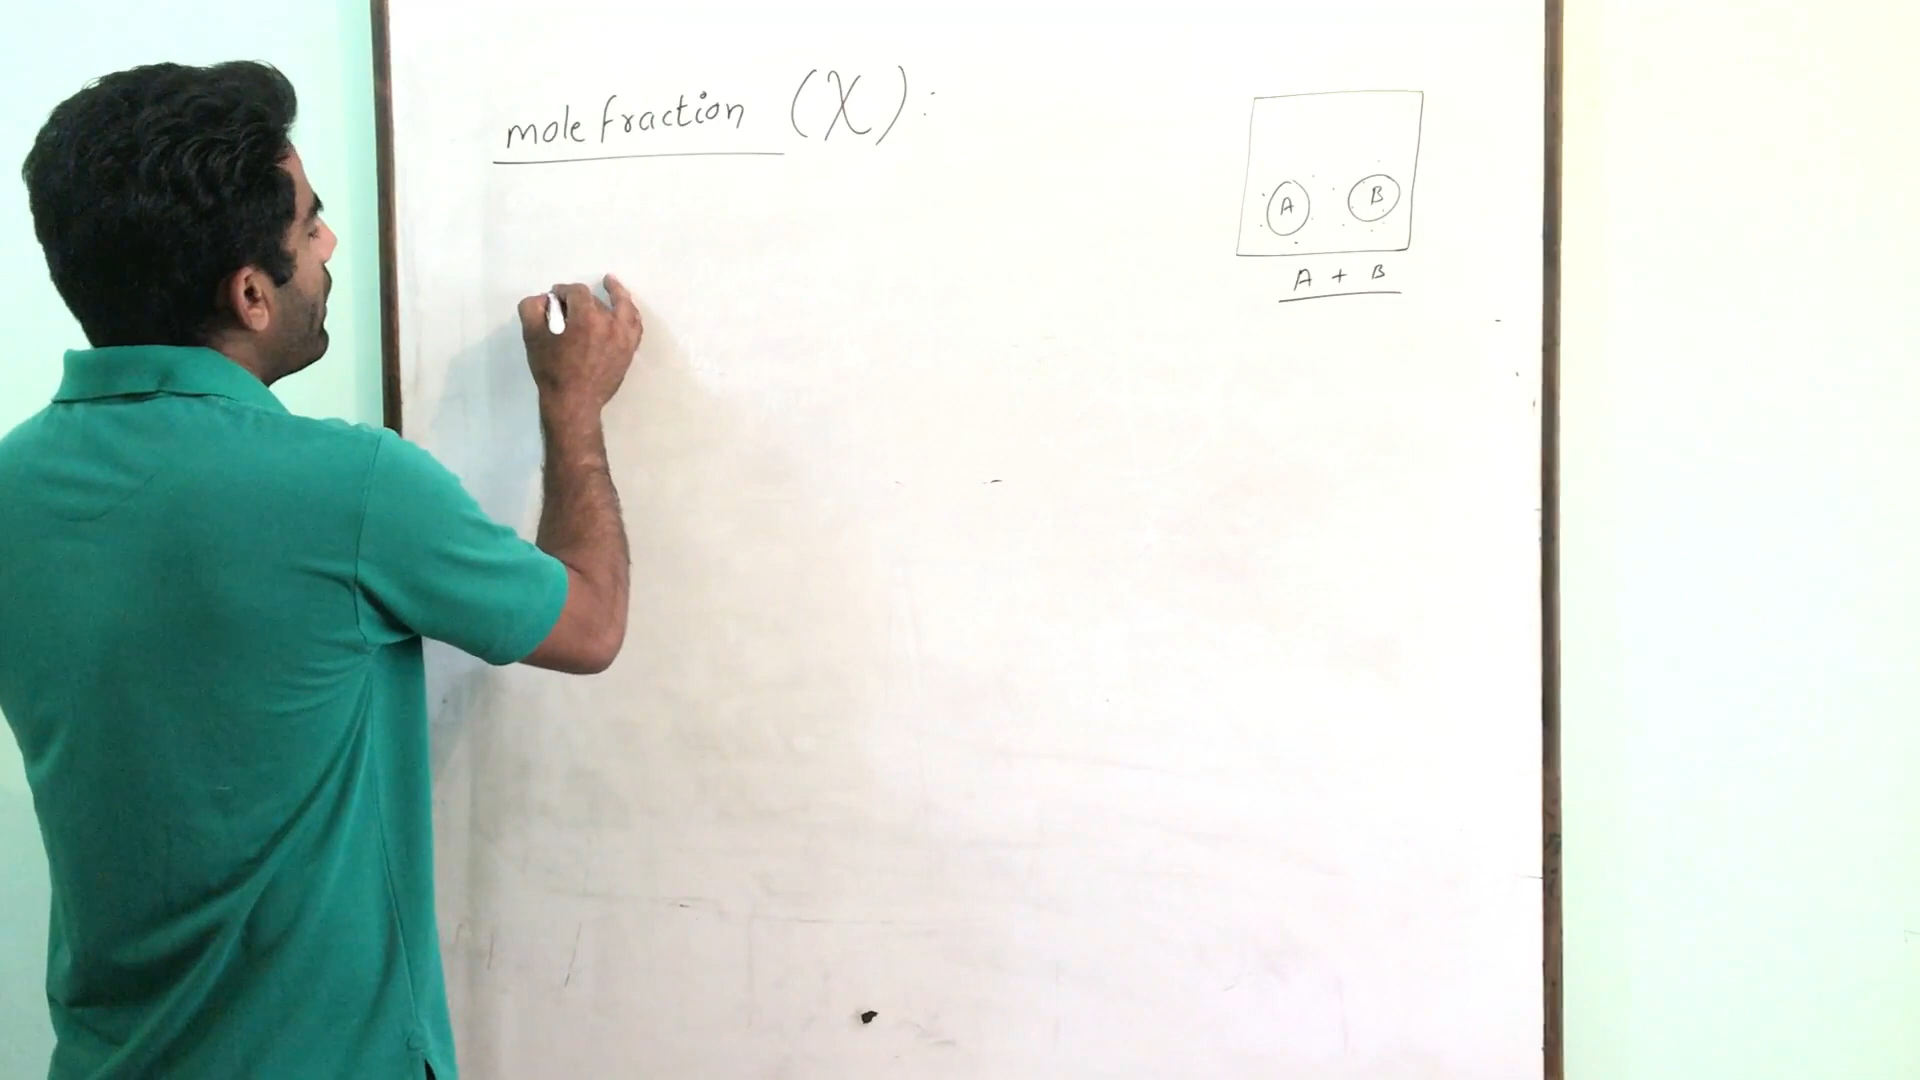 mole fraction (X) :
A B
A + B